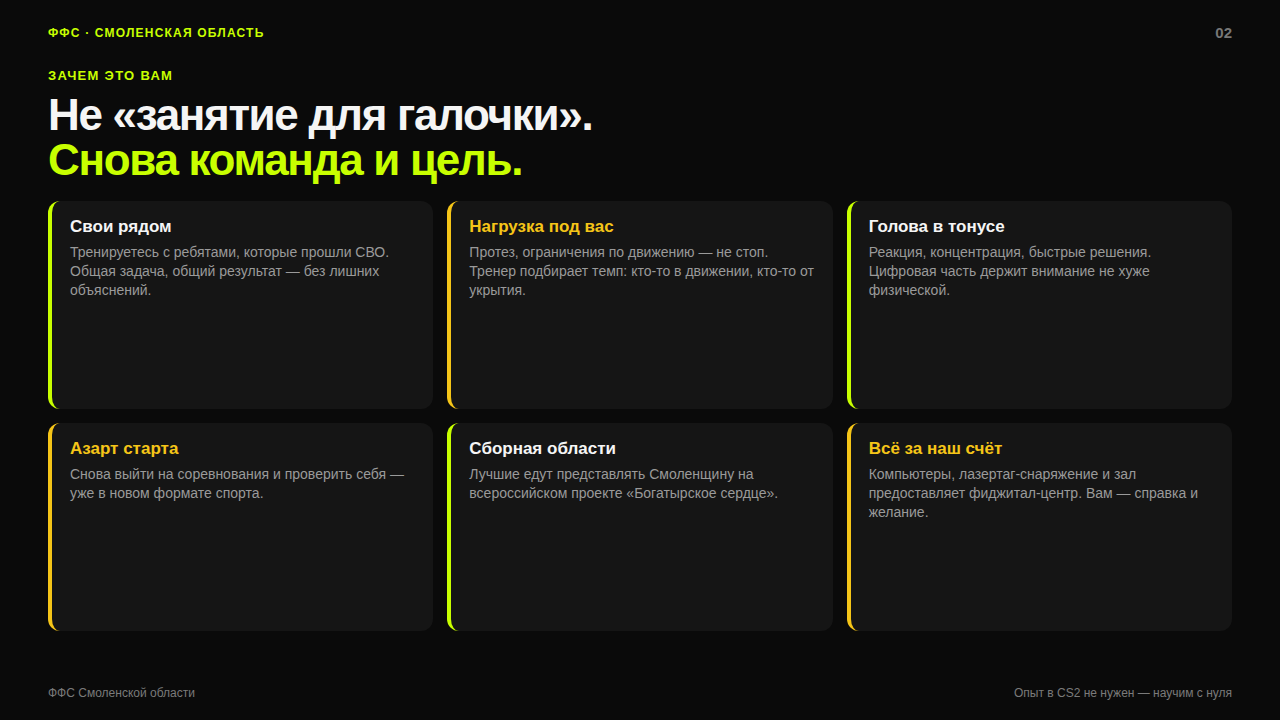 ФФС · СМОЛЕНСКАЯ ОБЛАСТЬ
02
ЗАЧЕМ ЭТО ВАМ
Не «занятие для галочки».
Снова команда и цель.
Свои рядом
Тренируетесь с ребятами, которые прошли СВО.
Общая задача, общий результат — без лишних
объяснений.
Нагрузка под вас
Протез, ограничения по движению — не стоп.
Тренер подбирает темп: кто-то в движении, кто-то от
укрытия.
Голова в тонусе
Реакция, концентрация, быстрые решения.
Цифровая часть держит внимание не хуже
физической.
Азарт старта
Снова выйти на соревнования и проверить себя —
уже в новом формате спорта.
Сборная области
Лучшие едут представлять Смоленщину на
всероссийском проекте «Богатырское сердце».
Всё за наш счёт
Компьютеры, лазертаг-снаряжение и зал
предоставляет фиджитал-центр. Вам — справка и
желание.
ФФС Смоленской области
Опыт в CS2 не нужен — научим с нуля